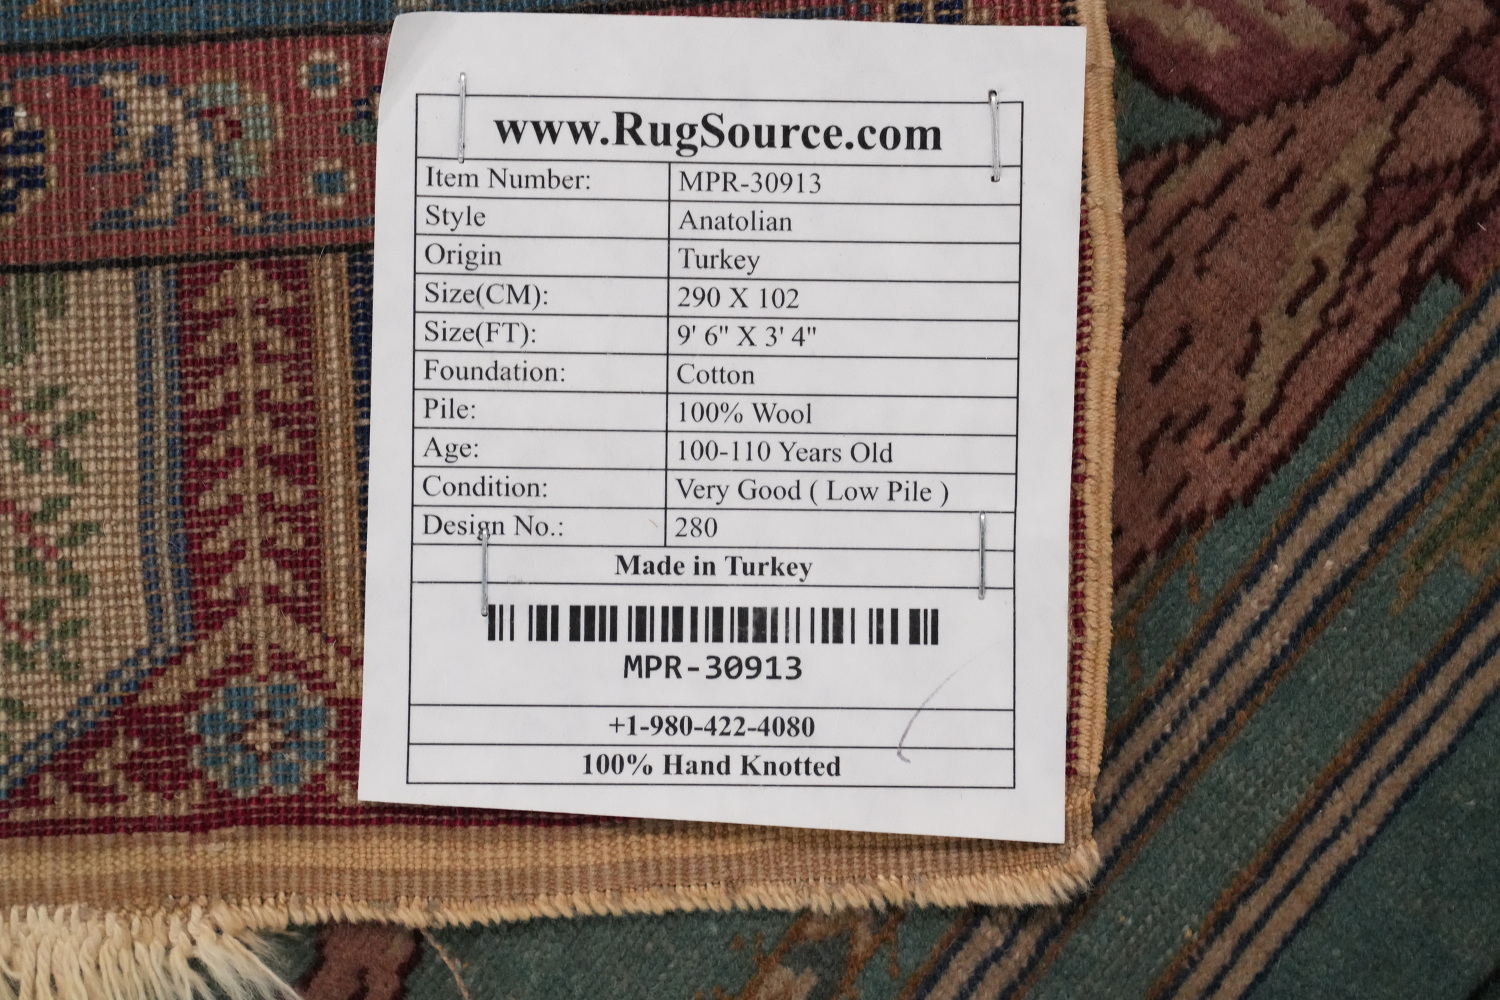 www.RugSource.com
Item Number: MPR-30913
Style Anatolian
Origin Turkey
Size(CM): 290 X 102
Size(FT): 9' 6" X 3' 4"
Foundation: Cotton
Pile: 100% Wool
Age: 100-110 Years Old
Condition: Very Good ( Low Pile )
Design No.: 280
Made in Turkey
MPR-30913
+1-980-422-4080
100% Hand Knotted